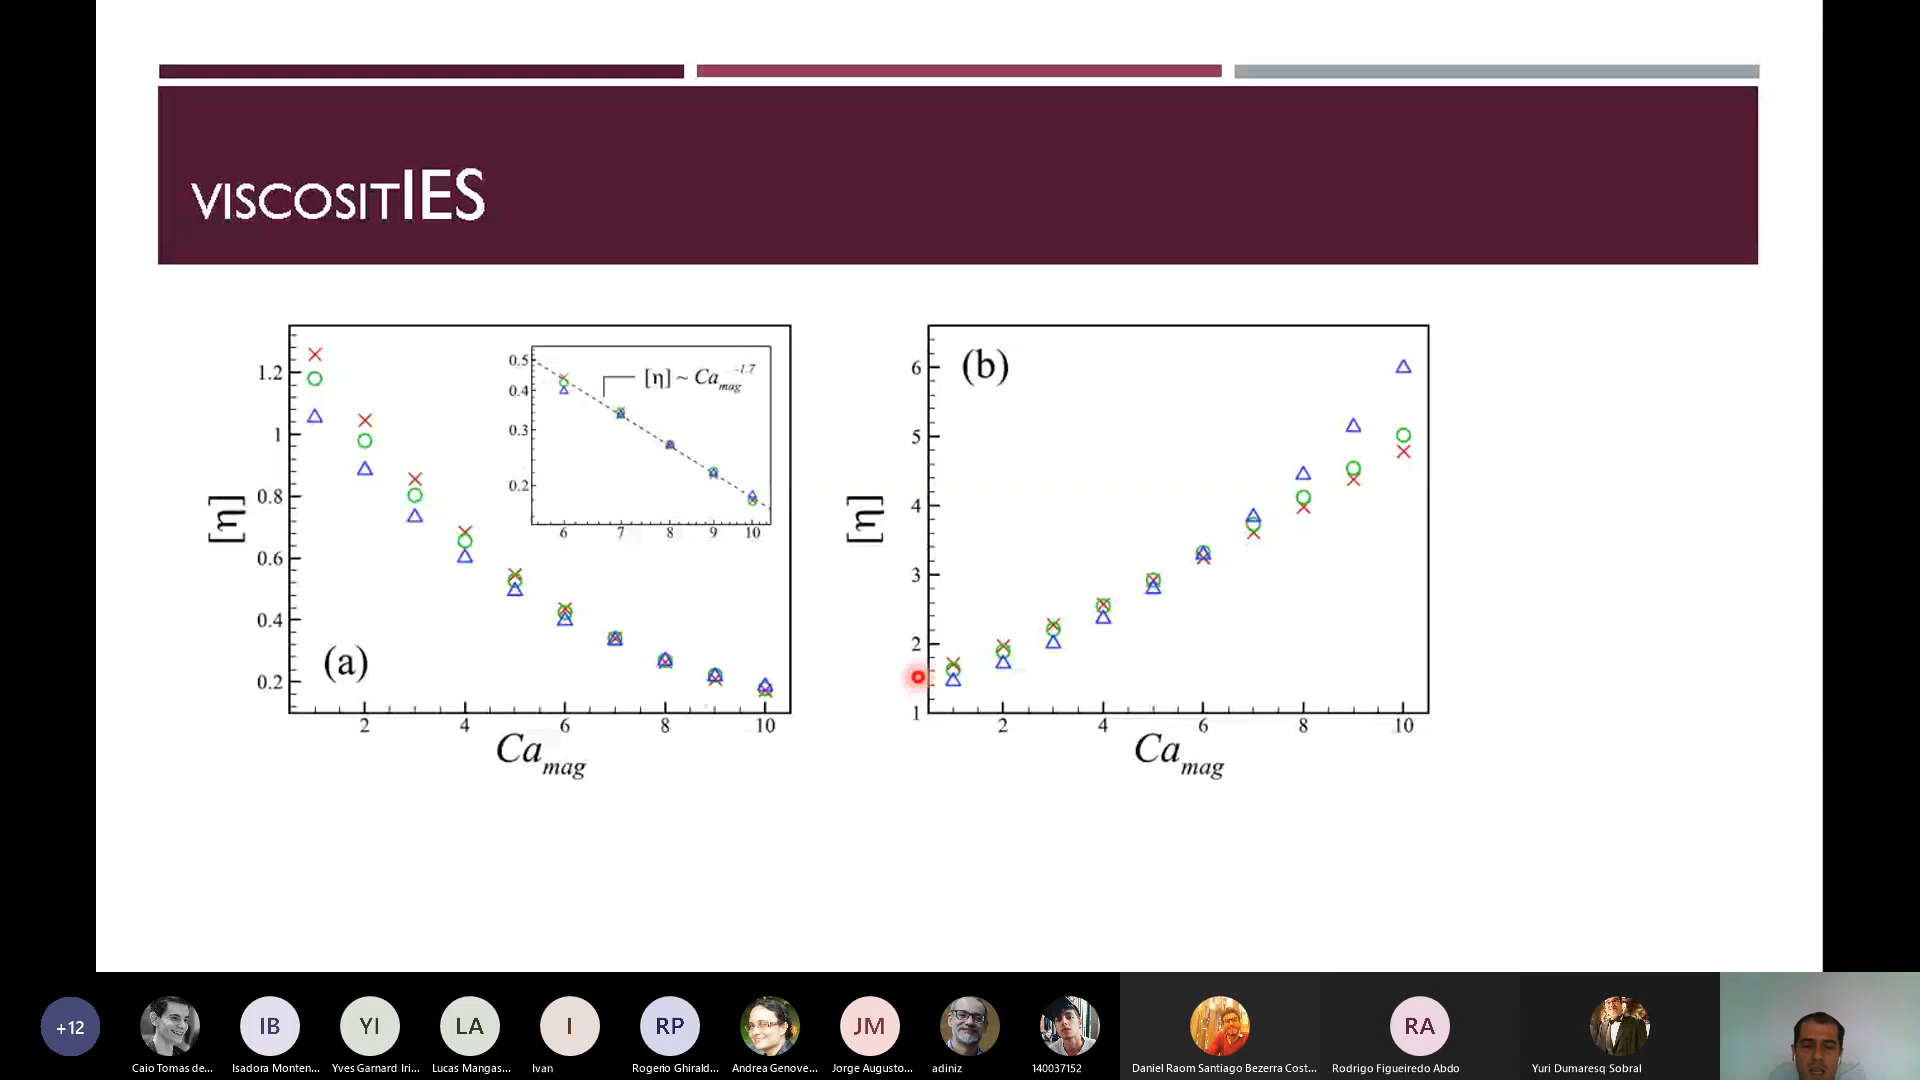 VISCOSITIES
[η]
1.2
1
0.8
0.6
0.4
0.2
(a)
2 4 6 8 10
Ca mag
0.5
0.4
0.3
0.2
[η] ~ Ca mag -1.7
6 7 8 9 10
[η]
(b)
6
5
4
3
2
1
2 4 6 8 10
Ca mag
+12
IB YI LA I RP JM RA
Caio Tomas de... Isadora Monten... Yves Garnard Iri... Lucas Mangas... Ivan Rogerio Ghirald... Andrea Genove... Jorge Augusto... adiniz 140037152 Daniel Raom Santiago Bezerra Cost... Rodrigo Figueiredo Abdo Yuri Dumaresq Sobral